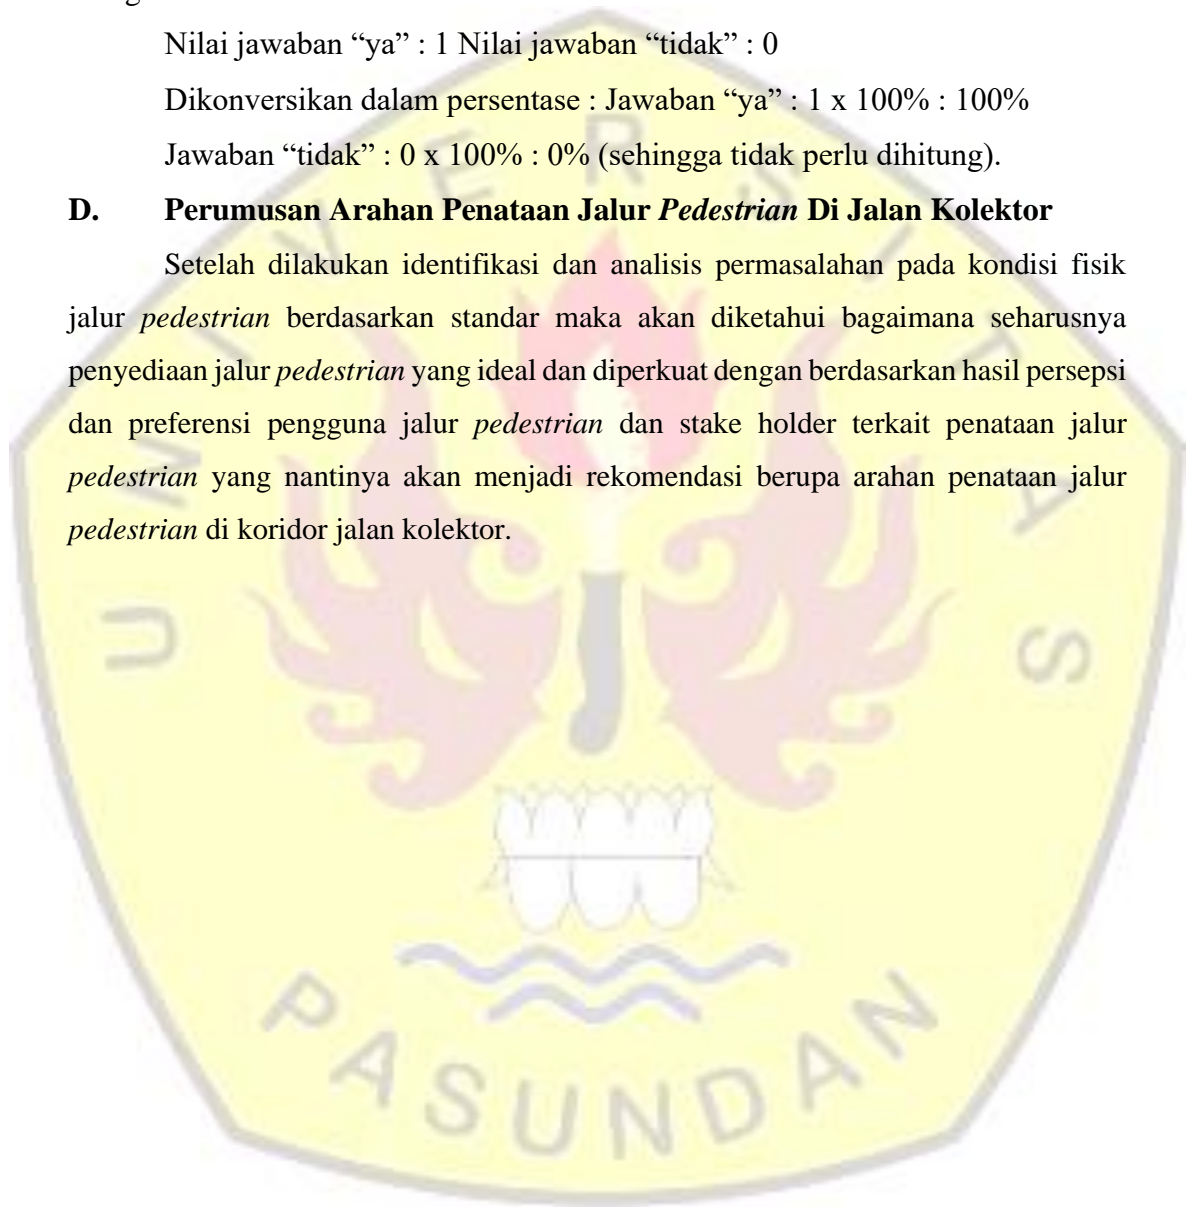 Nilai jawaban “ya” : 1 Nilai jawaban “tidak” : 0
Dikonversikan dalam persentase : Jawaban “ya” : 1 x 100% : 100%
Jawaban “tidak” : 0 x 100% : 0% (sehingga tidak perlu dihitung).
D. Perumusan Arahan Penataan Jalur Pedestrian Di Jalan Kolektor
Setelah dilakukan identifikasi dan analisis permasalahan pada kondisi fisik
jalur pedestrian berdasarkan standar maka akan diketahui bagaimana seharusnya
penyediaan jalur pedestrian yang ideal dan diperkuat dengan berdasarkan hasil persepsi
dan preferensi pengguna jalur pedestrian dan stake holder terkait penataan jalur
pedestrian yang nantinya akan menjadi rekomendasi berupa arahan penataan jalur
pedestrian di koridor jalan kolektor.
UNIVERSITAS
PASUNDAN